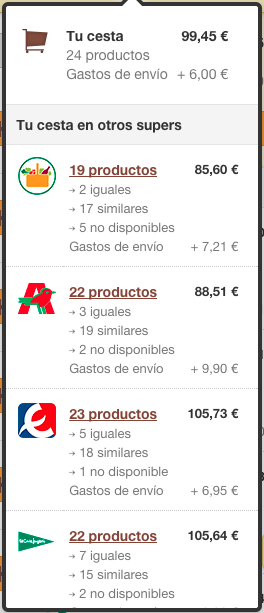 Tu cesta 99,45 €
24 productos
Gastos de envío + 6,00 €
Tu cesta en otros supers
19 productos 85,60 €
→ 2 iguales
→ 17 similares
→ 5 no disponibles
Gastos de envío + 7,21 €
22 productos 88,51 €
→ 3 iguales
→ 19 similares
→ 2 no disponibles
Gastos de envío + 9,90 €
23 productos 105,73 €
→ 5 iguales
→ 18 similares
→ 1 no disponible
Gastos de envío + 6,95 €
El Corte Inglés
22 productos 105,64 €
→ 7 iguales
→ 15 similares
→ 2 no disponibles